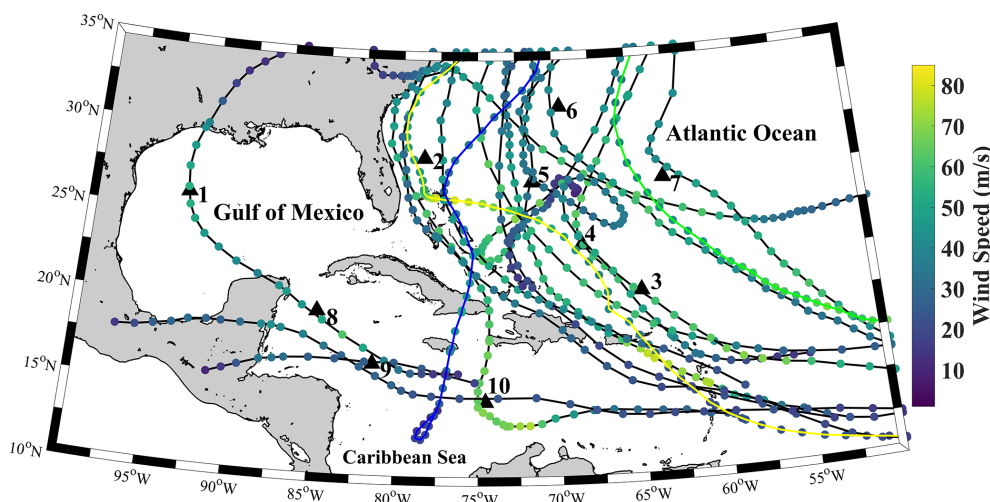 35°N
30°N
25°N
20°N
15°N
10°N
95°W
90°W
85°W
80°W
75°W
70°W
65°W
60°W
55°W
Atlantic Ocean
Gulf of Mexico
Caribbean Sea
1
2
3
4
5
6
7
8
9
10
80
70
60
50
40
30
20
10
Wind Speed (m/s)